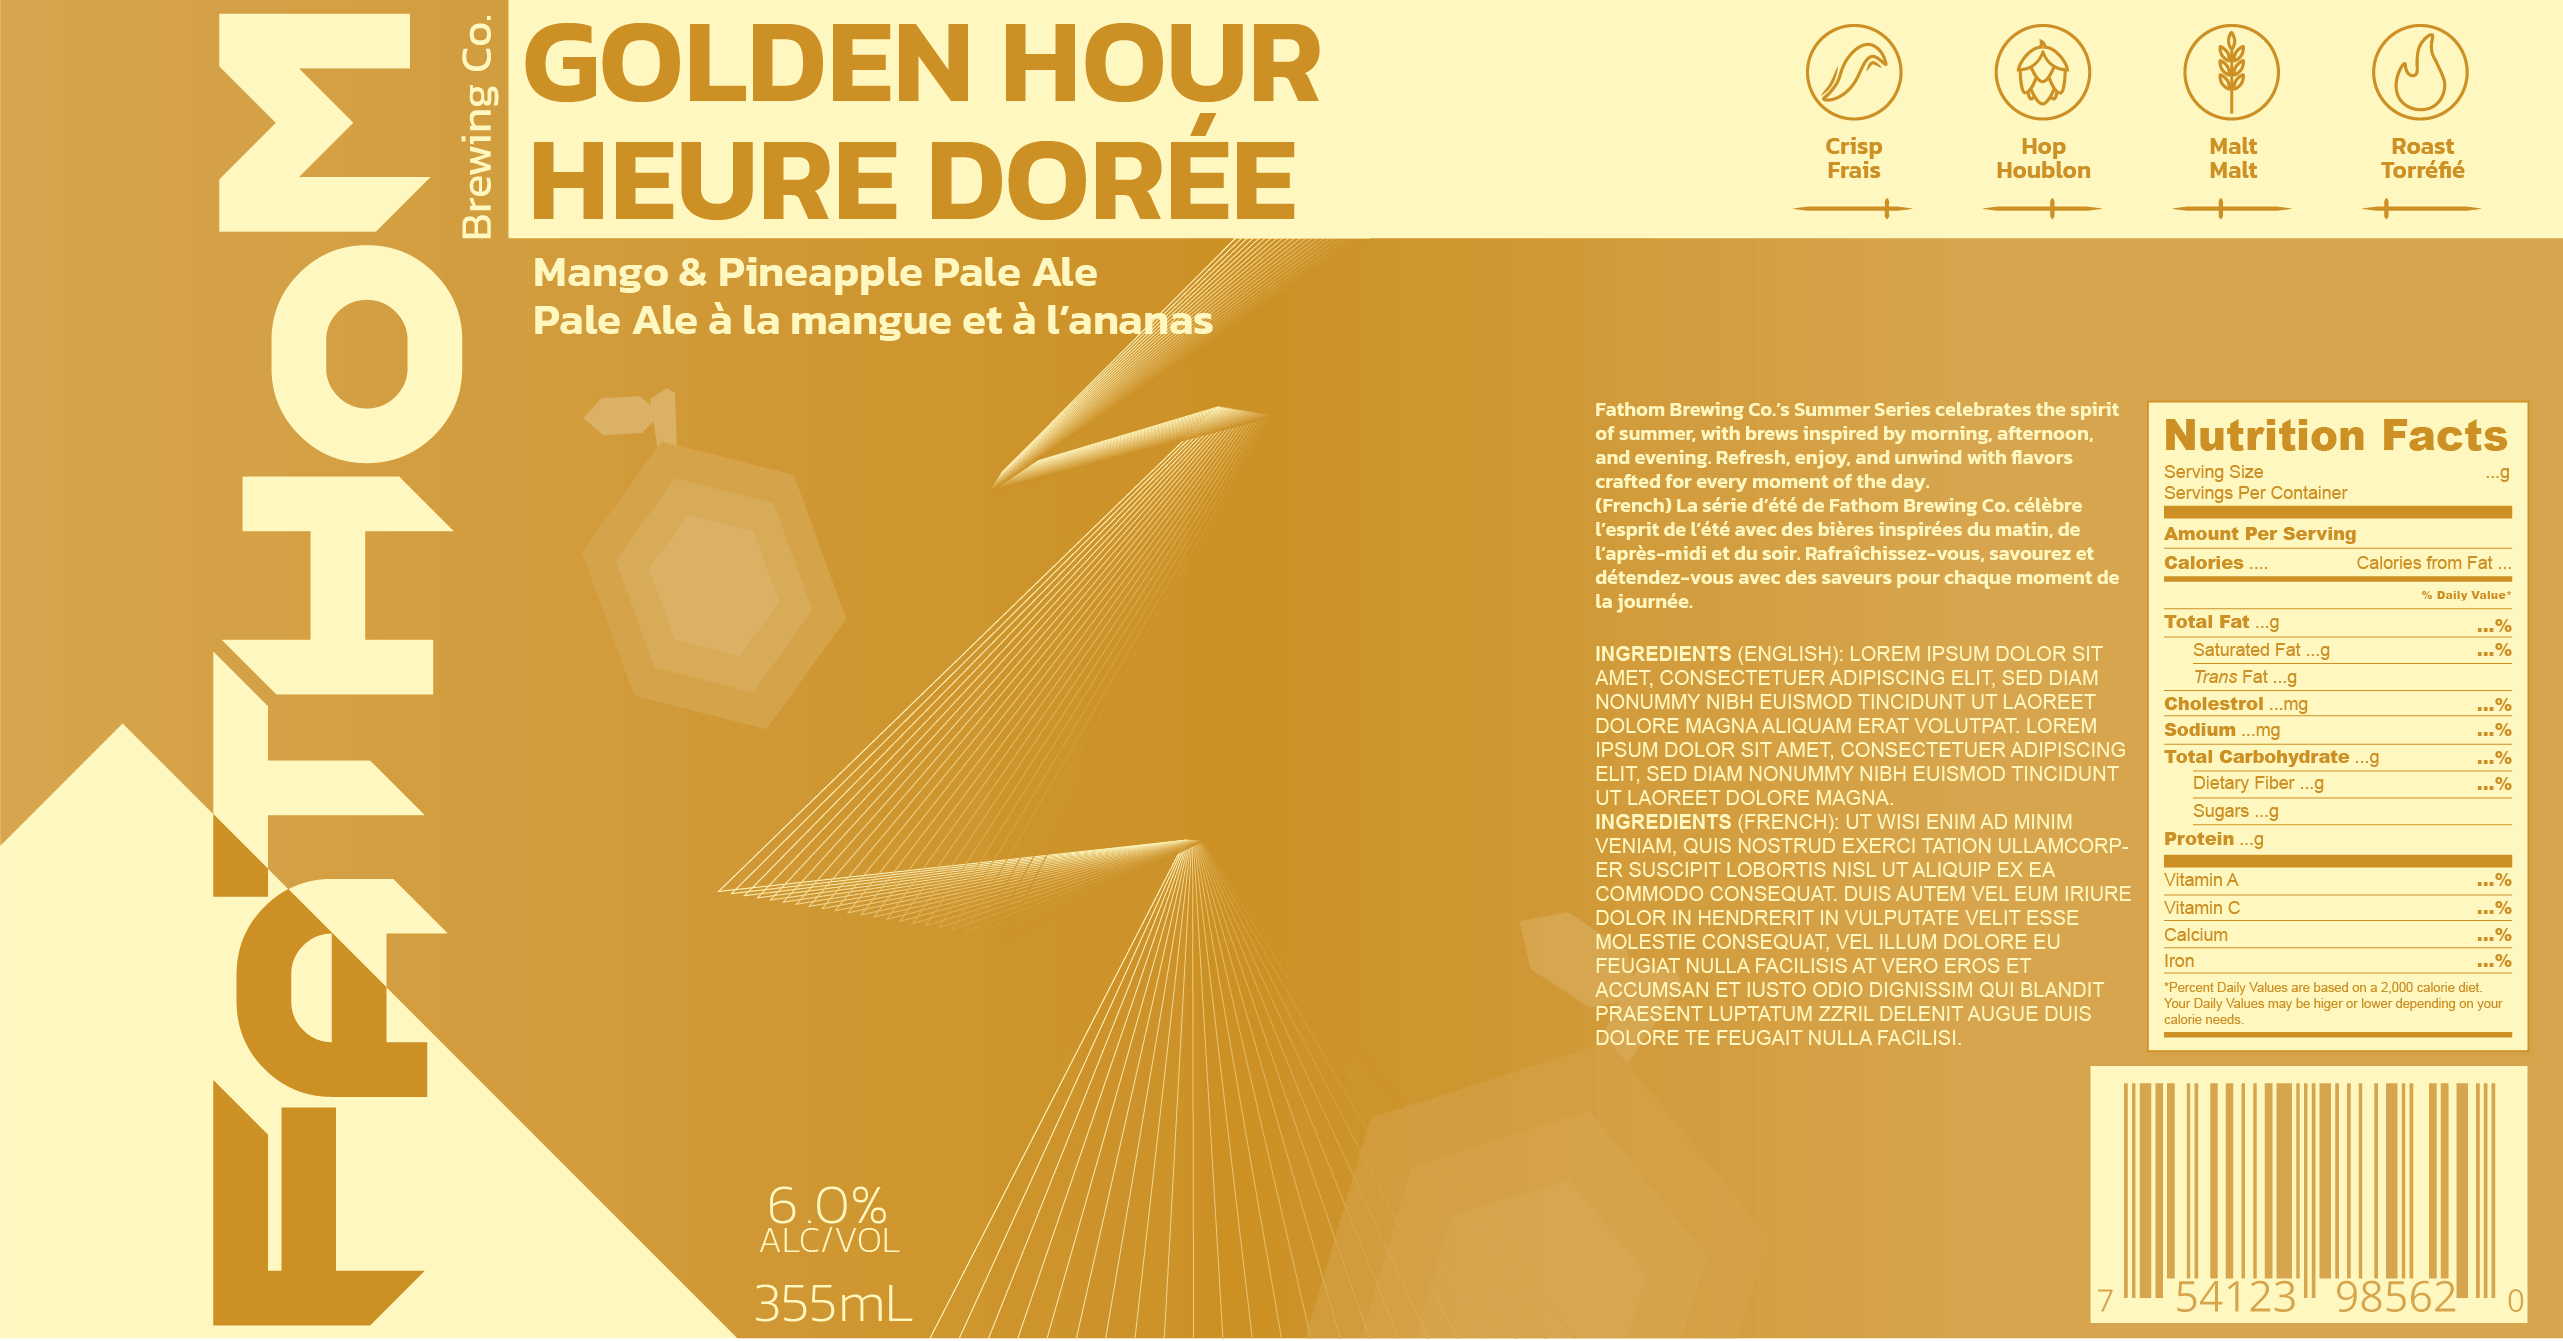 FATHOM
Brewing Co.
GOLDEN HOUR
HEURE DORÉE
Mango & Pineapple Pale Ale
Pale Ale à la mangue et à l’ananas
6.0%
ALC/VOL
355mL
Crisp
Frais
Hop
Houblon
Malt
Malt
Roast
Torréfié
Fathom Brewing Co.’s Summer Series celebrates the spirit
of summer, with brews inspired by morning, afternoon,
and evening. Refresh, enjoy, and unwind with flavors
crafted for every moment of the day.
(French) La série d’été de Fathom Brewing Co. célèbre
l’esprit de l’été avec des bières inspirées du matin, de
l’après-midi et du soir. Rafraîchissez-vous, savourez et
détendez-vous avec des saveurs pour chaque moment de
la journée.
INGREDIENTS (ENGLISH): LOREM IPSUM DOLOR SIT
AMET, CONSECTETUER ADIPISCING ELIT, SED DIAM
NONUMMY NIBH EUISMOD TINCIDUNT UT LAOREET
DOLORE MAGNA ALIQUAM ERAT VOLUTPAT. LOREM
IPSUM DOLOR SIT AMET, CONSECTETUER ADIPISCING
ELIT, SED DIAM NONUMMY NIBH EUISMOD TINCIDUNT
UT LAOREET DOLORE MAGNA.
INGREDIENTS (FRENCH): UT WISI ENIM AD MINIM
VENIAM, QUIS NOSTRUD EXERCI TATION ULLAMCORP-
ER SUSCIPIT LOBORTIS NISL UT ALIQUIP EX EA
COMMODO CONSEQUAT. DUIS AUTEM VEL EUM IRIURE
DOLOR IN HENDRERIT IN VULPUTATE VELIT ESSE
MOLESTIE CONSEQUAT, VEL ILLUM DOLORE EU
FEUGIAT NULLA FACILISIS AT VERO EROS ET
ACCUMSAN ET IUSTO ODIO DIGNISSIM QUI BLANDIT
PRAESENT LUPTATUM ZZRIL DELENIT AUGUE DUIS
DOLORE TE FEUGAIT NULLA FACILISI.
Nutrition Facts
Serving Size ...g
Servings Per Container
Amount Per Serving
Calories .... Calories from Fat ...
% Daily Value*
Total Fat ...g ...%
Saturated Fat ...g ...%
Trans Fat ...g
Cholestrol ...mg ...%
Sodium ...mg ...%
Total Carbohydrate ...g ...%
Dietary Fiber ...g ...%
Sugars ...g
Protein ...g
Vitamin A ...%
Vitamin C ...%
Calcium ...%
Iron ...%
*Percent Daily Values are based on a 2,000 calorie diet.
Your Daily Values may be higer or lower depending on your
calorie needs.
7 54123 98562 0